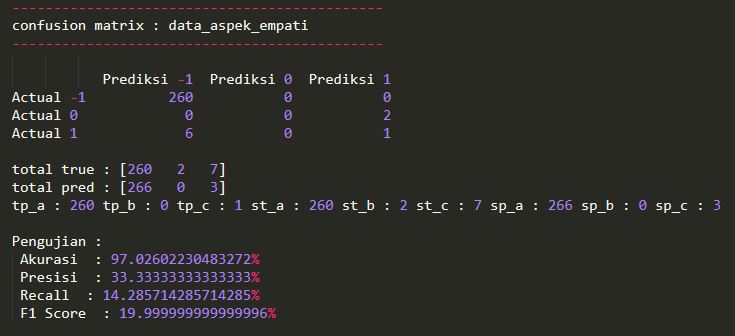 ---------------------------------------------
confusion matrix : data_aspek_empati
---------------------------------------------
Prediksi -1 Prediksi 0 Prediksi 1
Actual -1 260 0 0
Actual 0 0 0 2
Actual 1 6 0 1
total true : [260 2 7]
total pred : [266 0 3]
tp_a : 260 tp_b : 0 tp_c : 1 st_a : 260 st_b : 2 st_c : 7 sp_a : 266 sp_b : 0 sp_c : 3
Pengujian :
Akurasi : 97.02602230483272%
Presisi : 33.33333333333333%
Recall : 14.285714285714285%
F1 Score : 19.999999999999996%